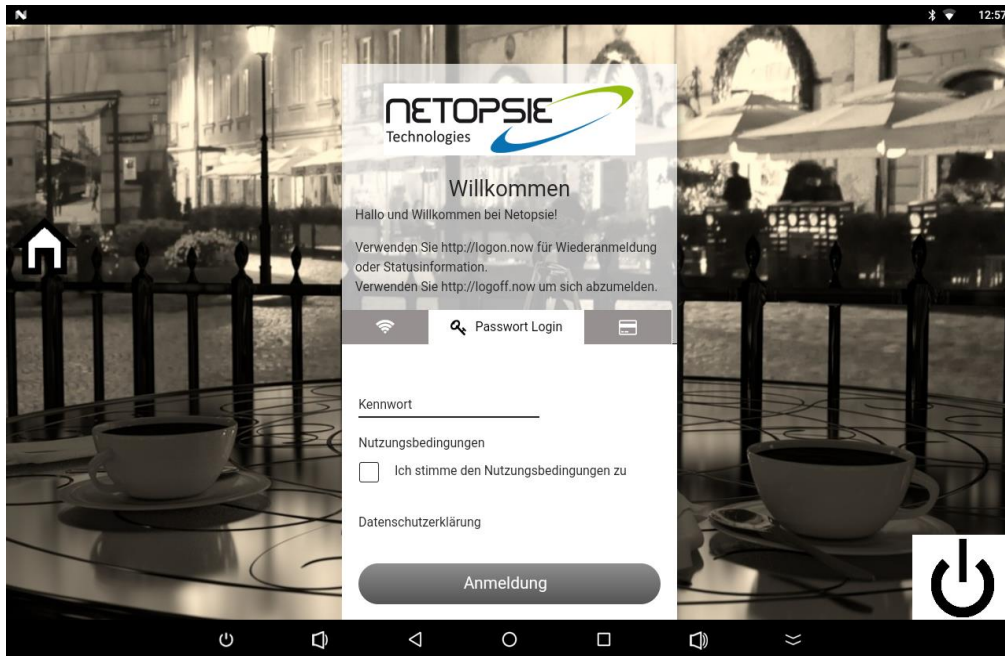 12:57
NETOPSIE
Technologies
Willkommen
Hallo und Willkommen bei Netopsie!
Verwenden Sie http://logon.now für Wiederanmeldung
oder Statusinformation.
Verwenden Sie http://logoff.now um sich abzumelden.
Passwort Login
Kennwort
Nutzungsbedingungen
Ich stimme den Nutzungsbedingungen zu
Datenschutzerklärung
Anmeldung